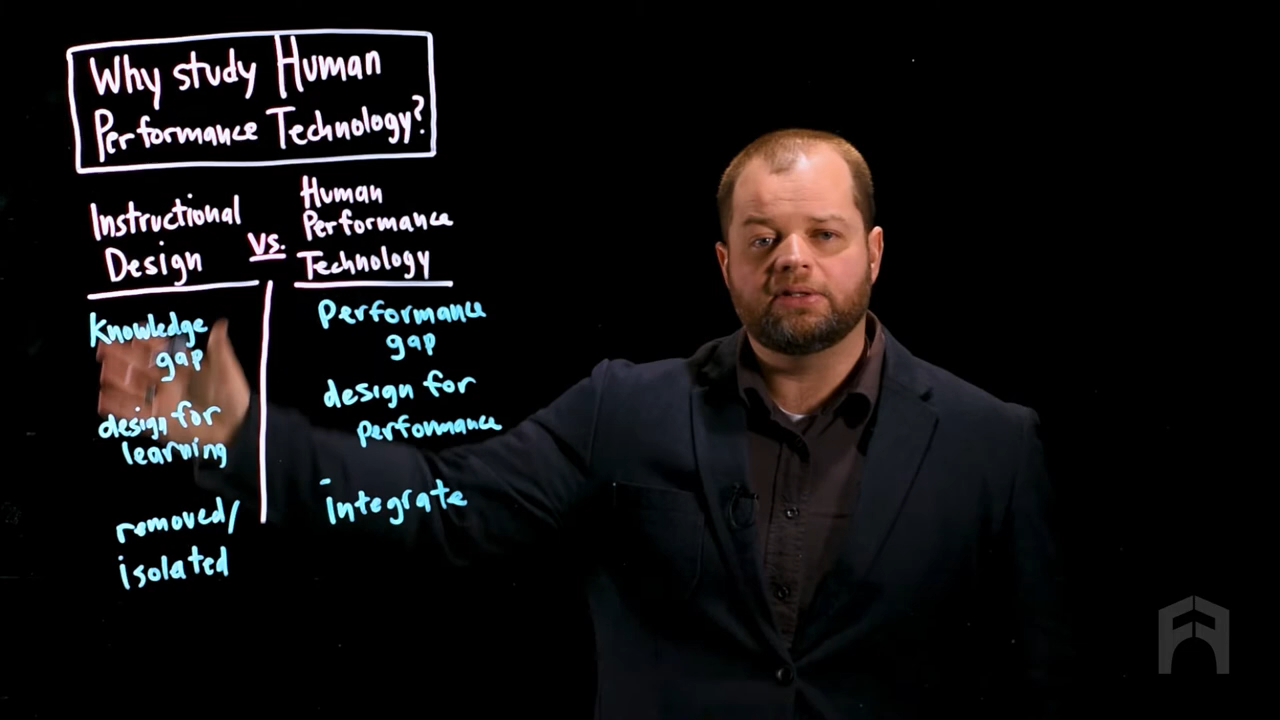 Why study Human
Performance Technology?
Instructional
Design
vs.
Human
Performance
Technology
Knowledge
gap
design for
learning
removed/
isolated
Performance
gap
design for
performance
integrate